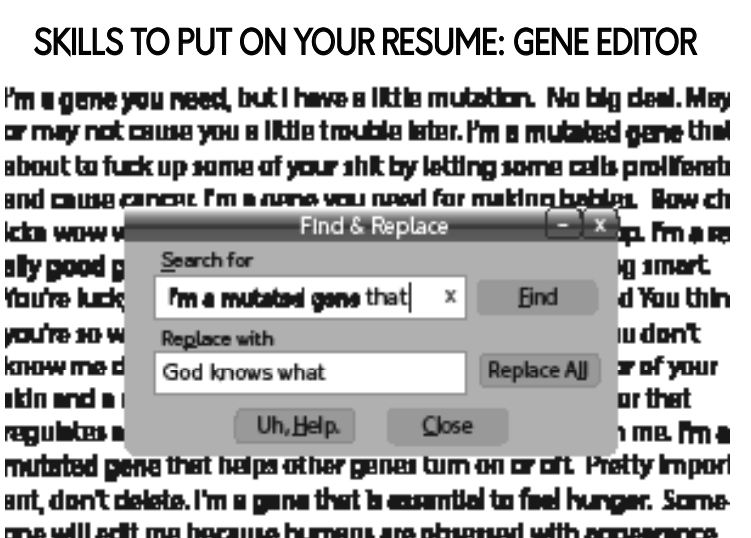 SKILLS TO PUT ON YOUR RESUME: GENE EDITOR
I'm a gene you need, but I have a little mutation. No big deal. May
or may not cause you a little trouble later. I'm a mutated gene that
about to fuck up some of your shit by letting some cells proliferate
and cause cancer. I'm a gene you need for making babies. Bow ch
icka wow w
Find & Replace
– x
Search for
I'm a mutated gene that x
Find
Replace with
God knows what
Replace All
Uh, Help.
Close
I'm a re
ally good g
ng smart.
You're luck
d You thin
you're so w
u don't
know me d
or of your
skin and a
or that
regulates a
n me. I'm a
mutated gene that helps other genes turn on or off. Pretty import
ant, don't delete. I'm a gene that is essential to feel hunger. Some-
one will edit me because humans are obsessed with appearance